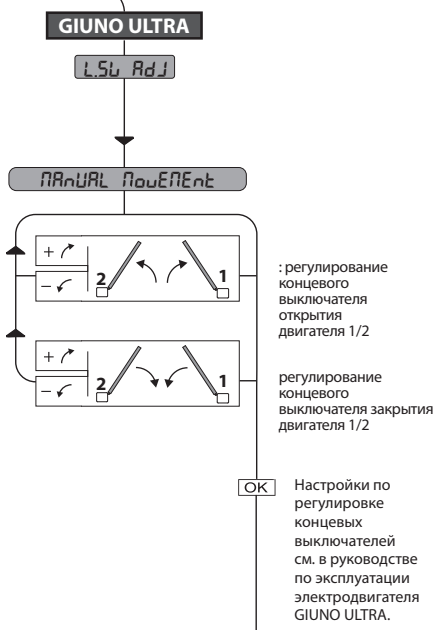 GIUNO ULTRA
L.SW AdJ
MAnUAL MovEMEnt
+
-
2
1
: регулирование
концевого
выключателя
открытия
двигателя 1/2
+
-
2
1
регулирование
концевого
выключателя закрытия
двигателя 1/2
OK
Настройки по
регулировке
концевых
выключателей
см. в руководстве
по эксплуатации
электродвигателя
GIUNO ULTRA.